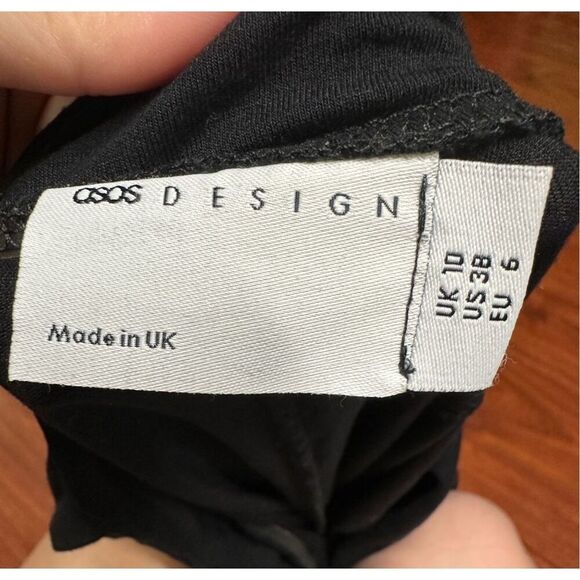 asos DESIGN
Made in UK
UK 10
US 38
EU 6